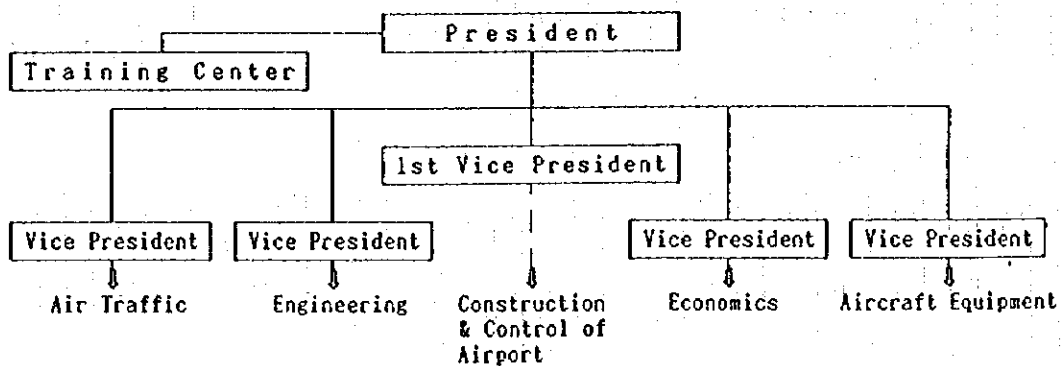 President
Training Center
1st Vice President
Vice President
Vice President
Vice President
Vice President
Air Traffic
Engineering
Construction
& Control of
Airport
Economics
Aircraft Equipment